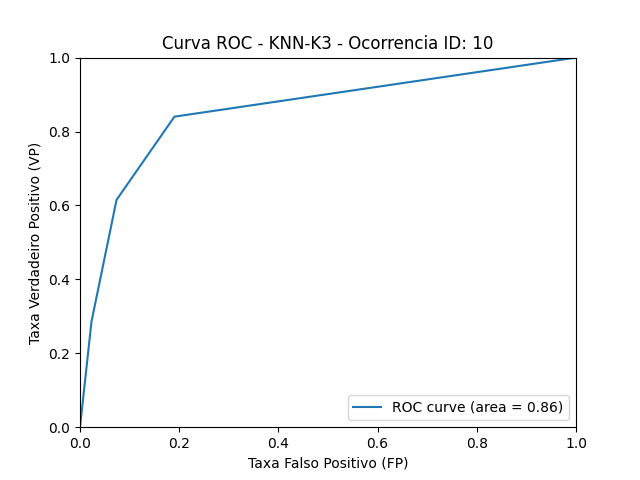 Curva ROC - KNN-K3 - Ocorrencia ID: 10
1.0
0.8
0.6
0.4
0.2
0.0
Taxa Verdadeiro Positivo (VP)
ROC curve (area = 0.86)
0.0 0.2 0.4 0.6 0.8 1.0
Taxa Falso Positivo (FP)